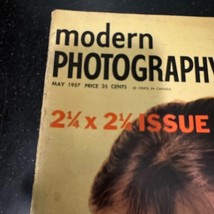 modern
PHOTOGRAPHY
MAY 1957 PRICE 35 CENTS
2¼ x 2¼ ISSUE